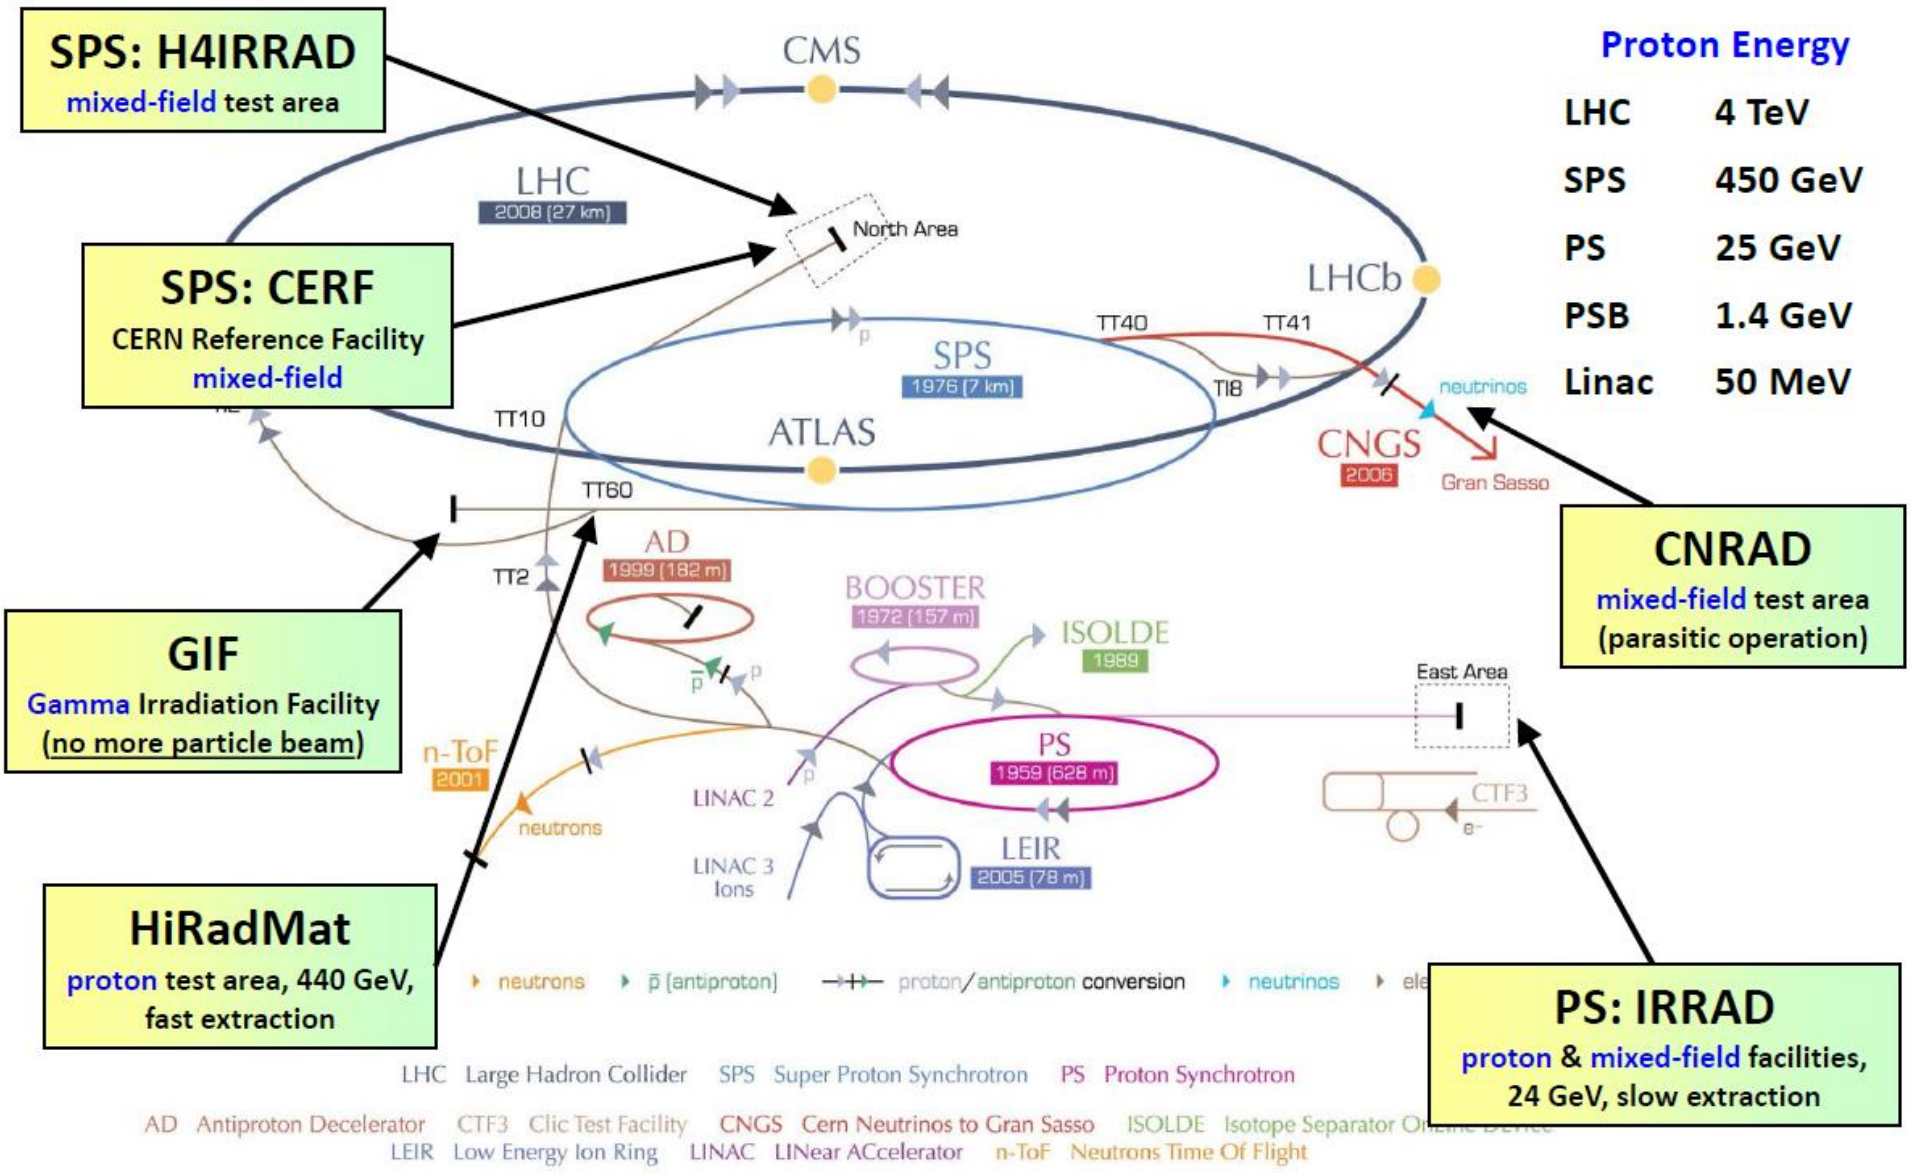 SPS: H4IRRAD
mixed-field test area
CMS
Proton Energy
LHC 4 TeV
SPS 450 GeV
PS 25 GeV
PSB 1.4 GeV
Linac 50 MeV
LHC
2008 (27 km)
North Area
SPS: CERF
CERN Reference Facility
mixed-field
LHCb
p
TT40
TT41
SPS
1976 (7 km)
TI8
neutrinos
TT10
ATLAS
CNGS
2006
Gran Sasso
TT60
CNRAD
mixed-field test area
(parasitic operation)
AD
1999 (182 m)
TT2
BOOSTER
1972 (157 m)
ISOLDE
1989
GIF
Gamma Irradiation Facility
(no more particle beam)
p̅
p
East Area
n-ToF
2001
PS
1959 (628 m)
p
LINAC 2
neutrons
CTF3
e-
LINAC 3
Ions
LEIR
2005 (78 m)
HiRadMat
proton test area, 440 GeV,
fast extraction
neutrons p̅ (antiproton) proton/antiproton conversion neutrinos ele
PS: IRRAD
proton & mixed-field facilities,
24 GeV, slow extraction
LHC Large Hadron Collider SPS Super Proton Synchrotron PS Proton Synchrotron
AD Antiproton Decelerator CTF3 Clic Test Facility CNGS Cern Neutrinos to Gran Sasso ISOLDE Isotope Separator
LEIR Low Energy Ion Ring LINAC LINear ACcelerator n-ToF Neutrons Time Of Flight